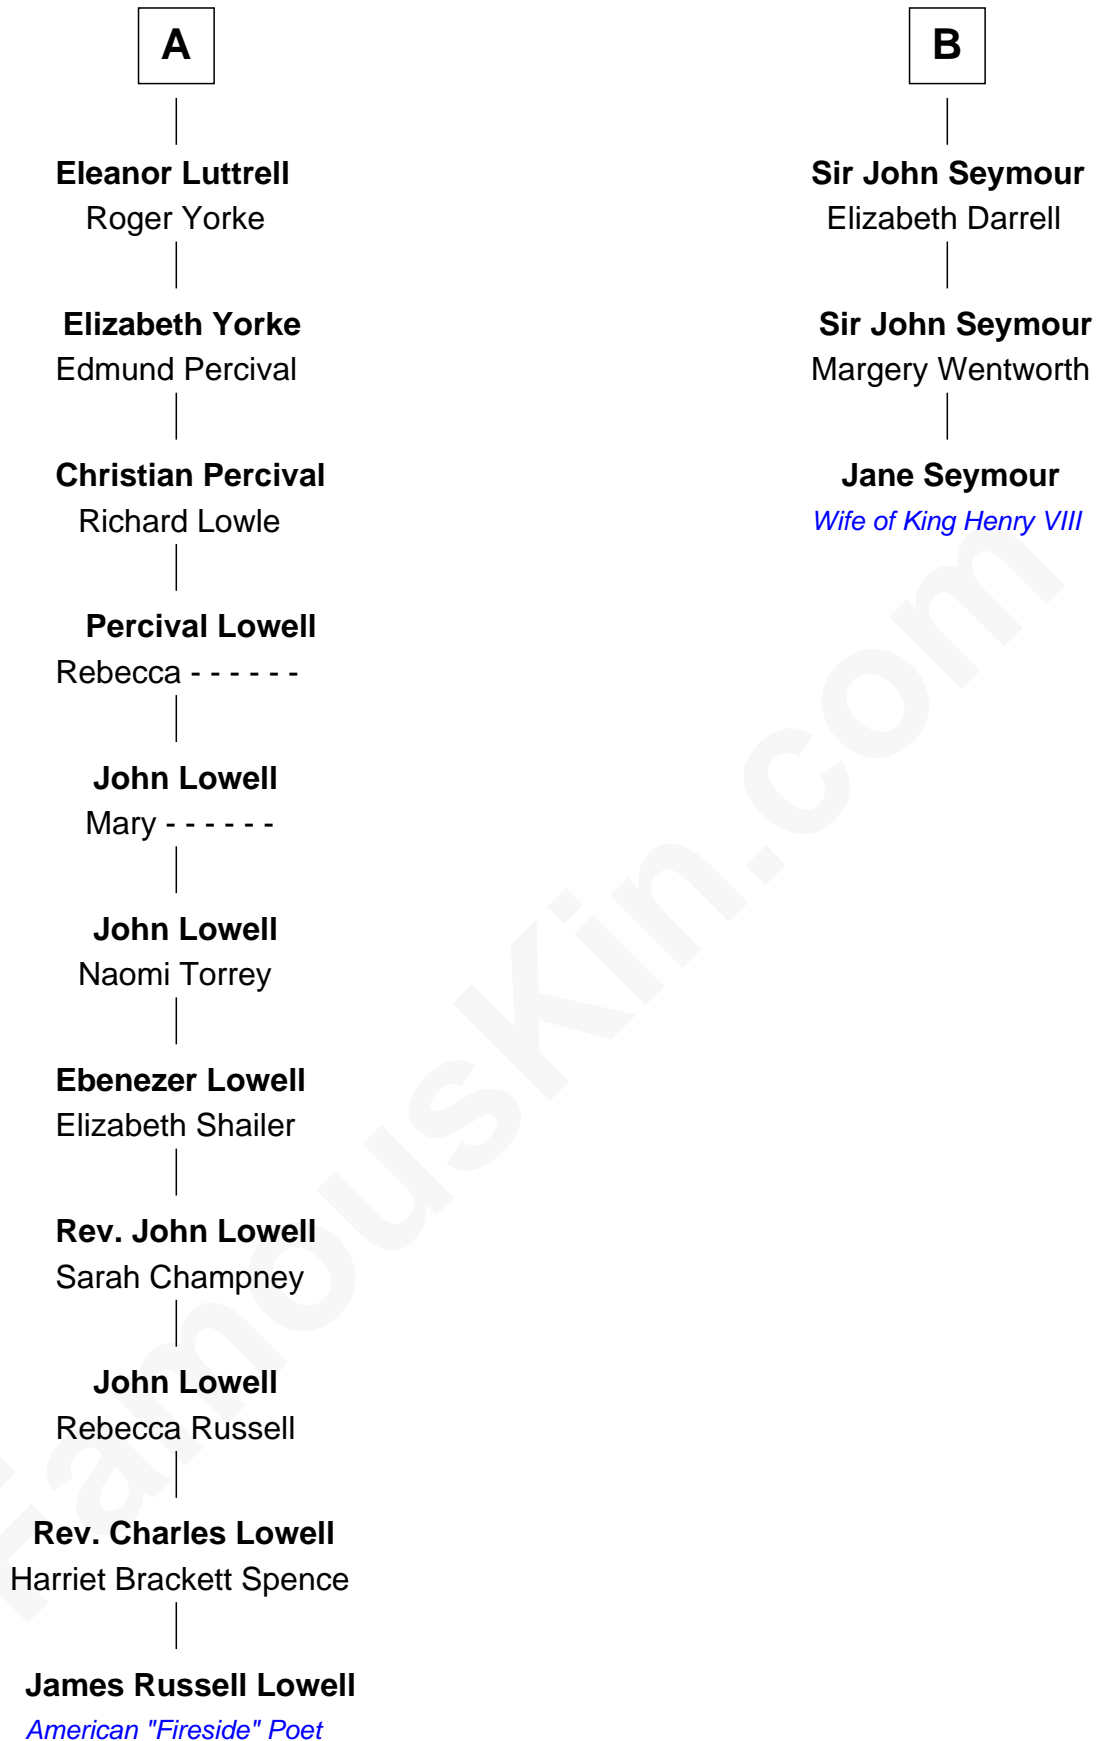 A
Eleanor Luttrell
Roger Yorke
Elizabeth Yorke
Edmund Percival
Christian Percival
Richard Lowle
Percival Lowell
Rebecca - - - - - -
John Lowell
Mary - - - - - -
John Lowell
Naomi Torrey
Ebenezer Lowell
Elizabeth Shailer
Rev. John Lowell
Sarah Champney
John Lowell
Rebecca Russell
Rev. Charles Lowell
Harriet Brackett Spence
James Russell Lowell
American "Fireside" Poet
B
Sir John Seymour
Elizabeth Darrell
Sir John Seymour
Margery Wentworth
Jane Seymour
Wife of King Henry VIII
FamousKin.com